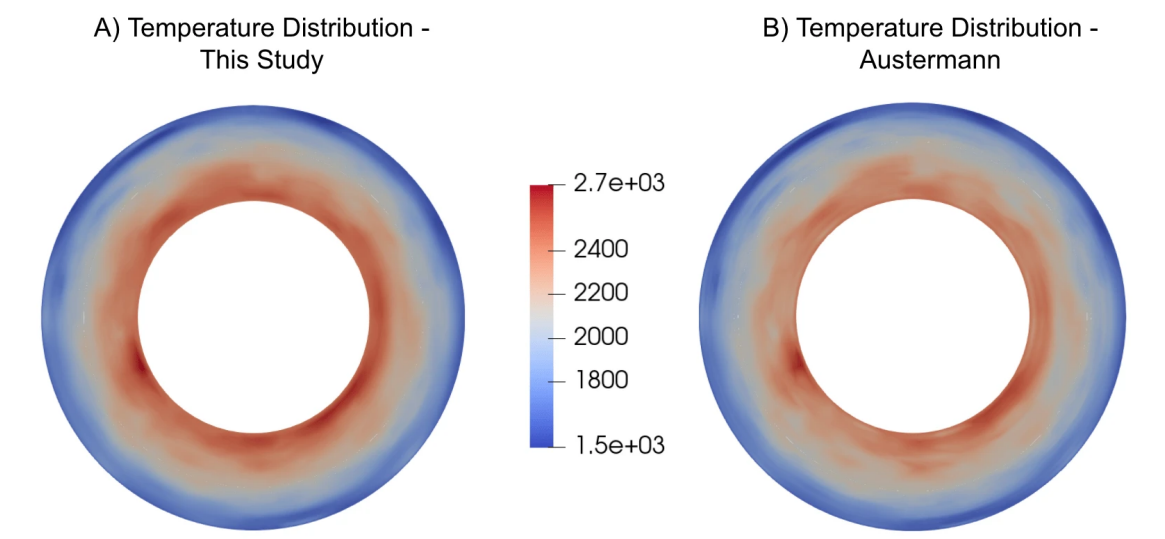 A) Temperature Distribution -
This Study
B) Temperature Distribution -
Austermann
2.7e+03
2400
2200
2000
1800
1.5e+03